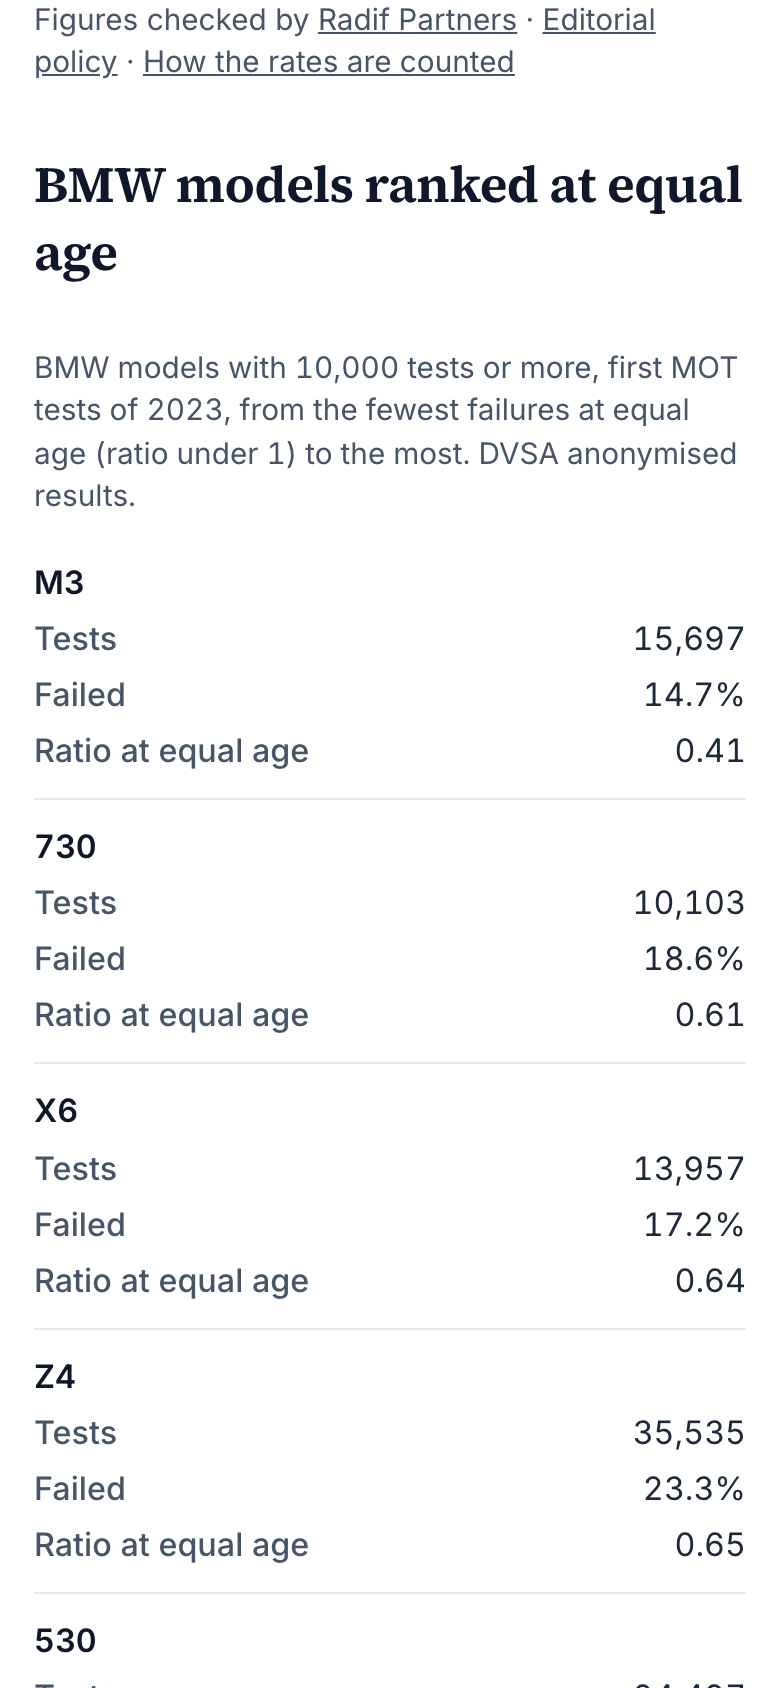 Figures checked by Radif Partners · Editorial
policy · How the rates are counted
BMW models ranked at equal
age
BMW models with 10,000 tests or more, first MOT
tests of 2023, from the fewest failures at equal
age (ratio under 1) to the most. DVSA anonymised
results.
M3
Tests 15,697
Failed 14.7%
Ratio at equal age 0.41
730
Tests 10,103
Failed 18.6%
Ratio at equal age 0.61
X6
Tests 13,957
Failed 17.2%
Ratio at equal age 0.64
Z4
Tests 35,535
Failed 23.3%
Ratio at equal age 0.65
530